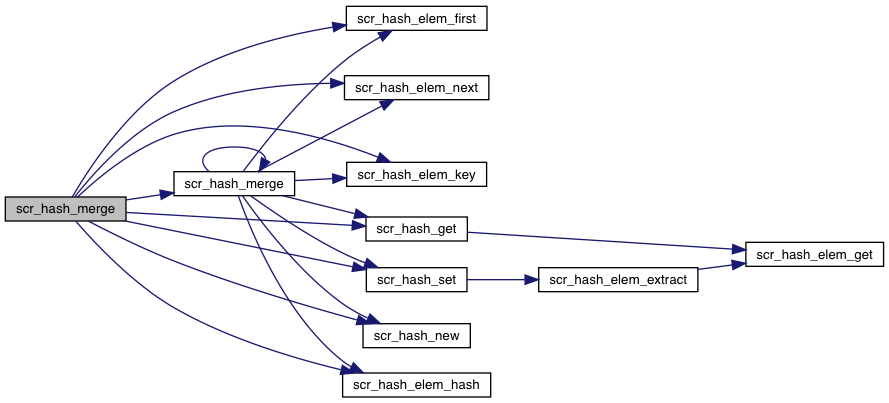 scr_hash_elem_first
scr_hash_elem_next
scr_hash_elem_key
scr_hash_merge
scr_hash_merge
scr_hash_get
scr_hash_elem_get
scr_hash_set
scr_hash_elem_extract
scr_hash_new
scr_hash_elem_hash